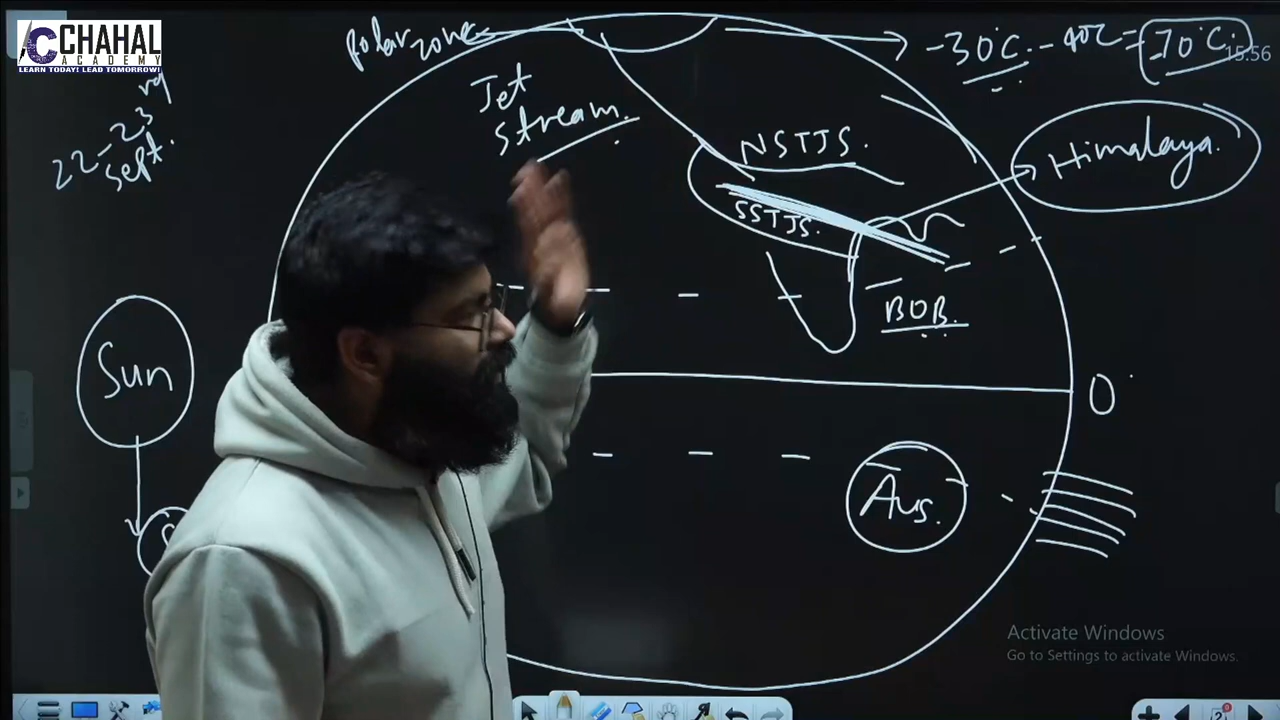 CHAHAL
ACADEMY
LEARN TODAY! LEAD TOMORROW!
polar zones
-30°C - 40°C = -70°C
15:56
22-23rd
sept.
Jet
stream.
NSTJS.
Himalaya.
SSTJS.
BOB.
Sun
0°
Aus.
Activate Windows
Go to Settings to activate Windows.